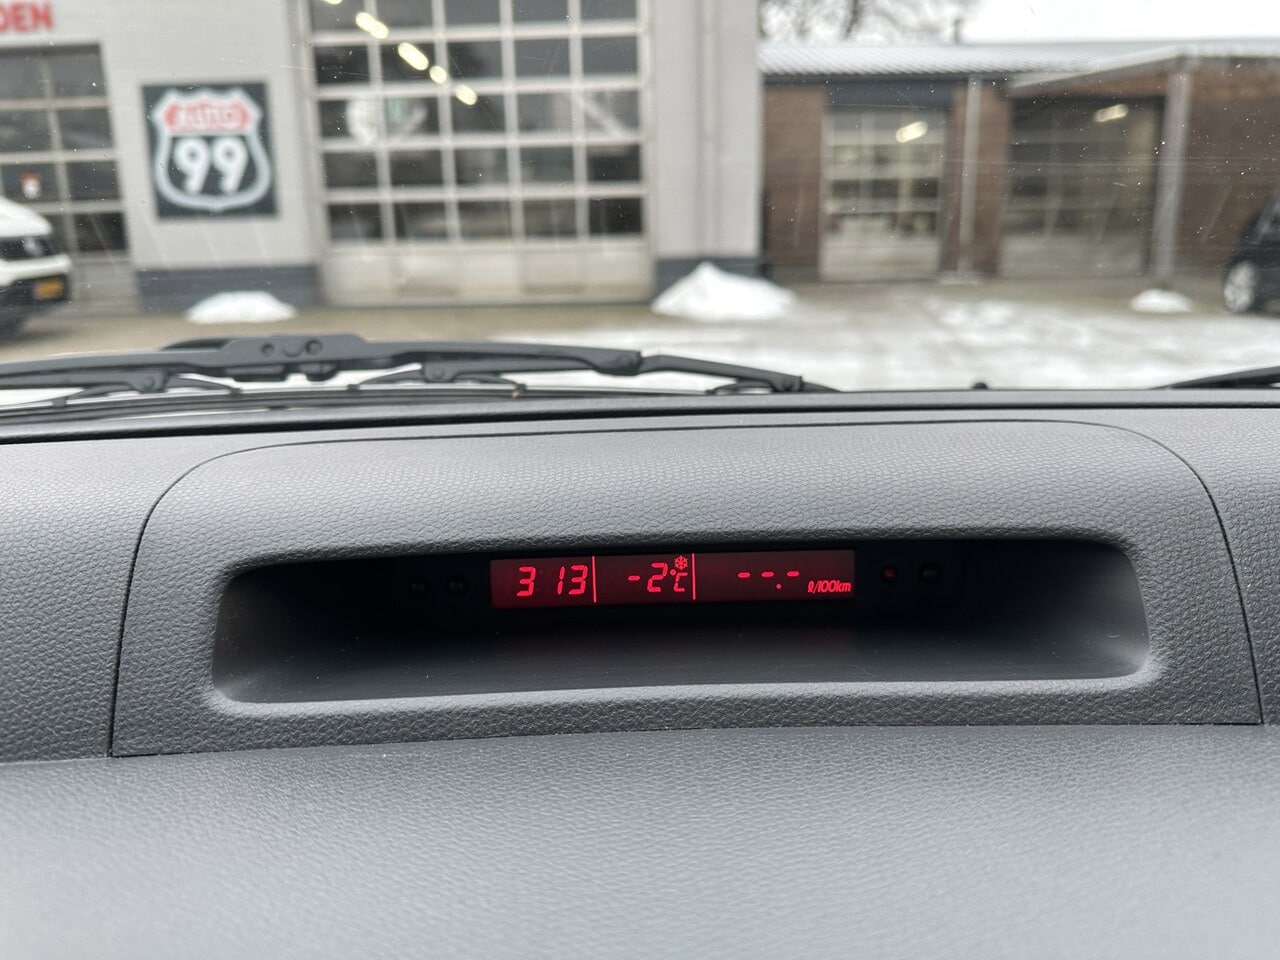 DEN
AUTO
99
3 13 -2°C --.- ℓ/100km